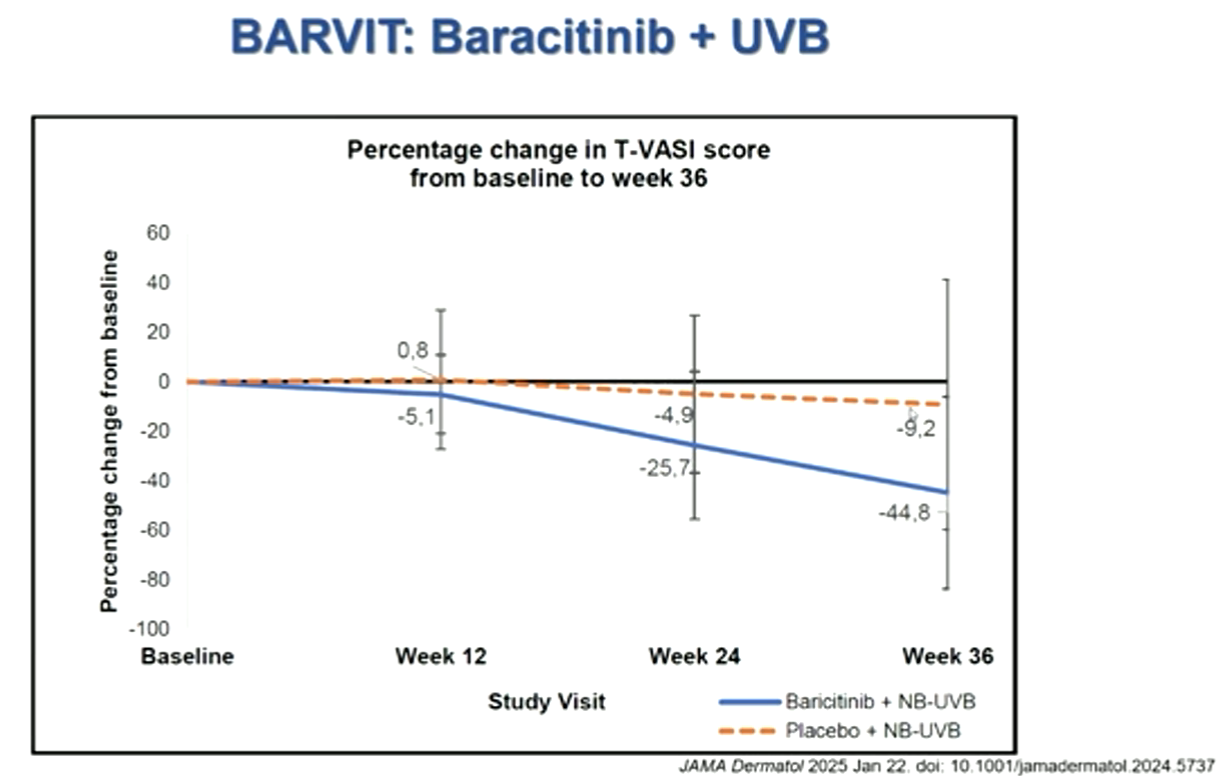 BARVIT: Baracitinib + UVB
Percentage change in T-VASI score
from baseline to week 36
Percentage change from baseline
60
40
20
0
-20
-40
-60
-80
-100
0,8
-5,1
-4,9
-25,7
-9,2
-44,8
Baseline
Week 12
Week 24
Week 36
Study Visit
Baricitinib + NB-UVB
Placebo + NB-UVB
JAMA Dermatol 2025 Jan 22. doi: 10.1001/jamadermatol.2024.5737